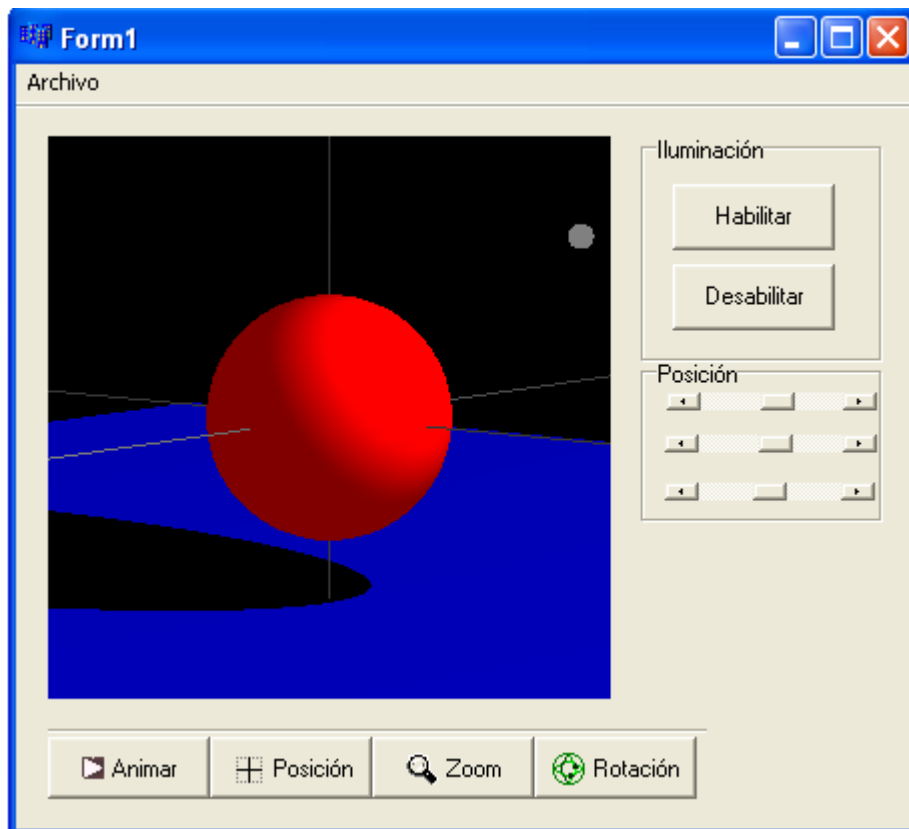 Form1
Archivo
Iluminación
Habilitar
Desabilitar
Posición
Animar
Posición
Zoom
Rotación